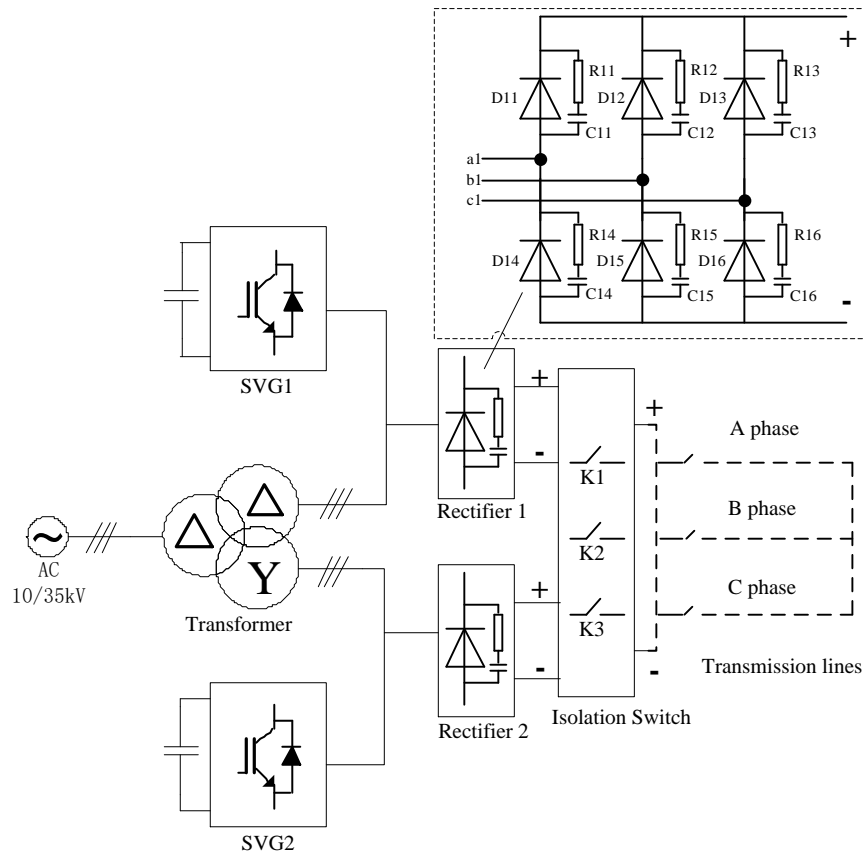 +
R11 R12 R13
D11 D12 D13
C11 C12 C13
a1
b1
c1
R14 R15 R16
D14 D15 D16
C14 C15 C16
-
SVG1
+
-
Rectifier 1
K1
K2
K3
+
-
A phase
B phase
C phase
Transmission lines
~
AC
10/35kV
Δ
Δ
Y
Transformer
+
-
Rectifier 2
Isolation Switch
SVG2